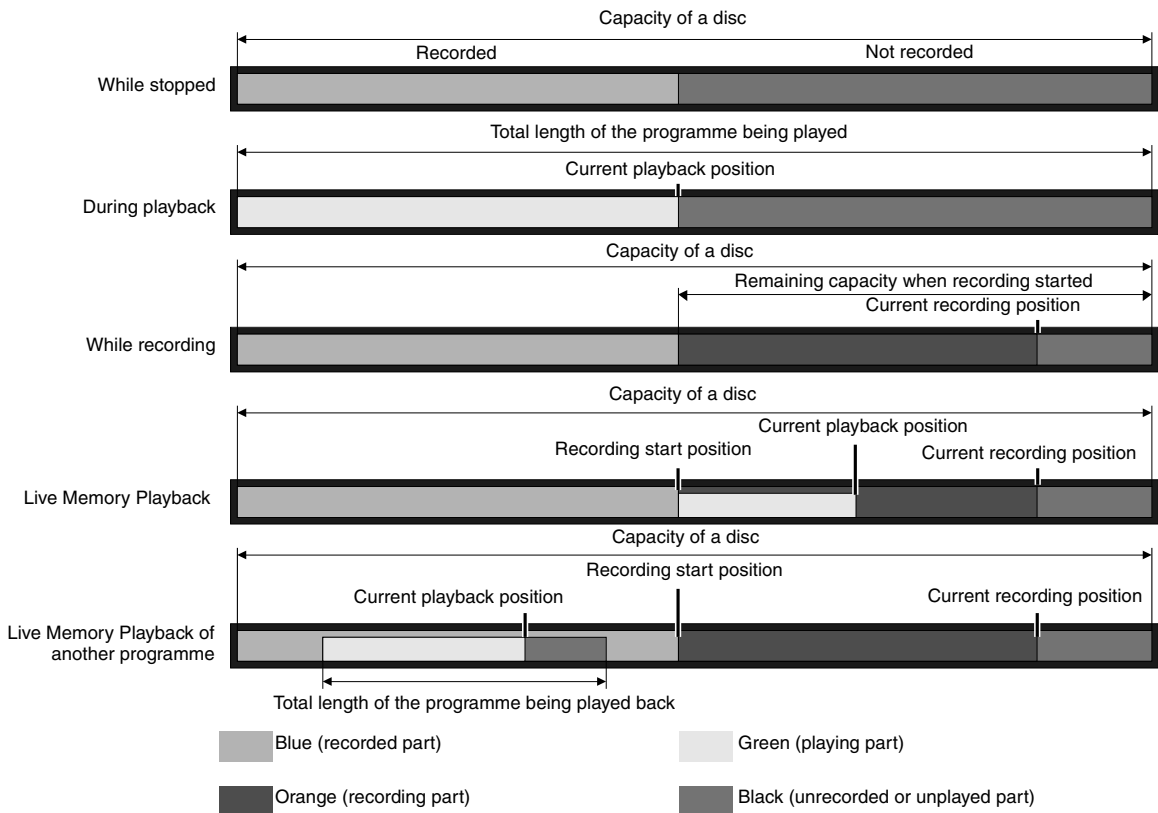 Capacity of a disc
Recorded
Not recorded
While stopped
Total length of the programme being played
Current playback position
During playback
Capacity of a disc
Remaining capacity when recording started
Current recording position
While recording
Capacity of a disc
Current playback position
Recording start position
Current recording position
Live Memory Playback
Capacity of a disc
Recording start position
Current playback position
Current recording position
Live Memory Playback of
another programme
Total length of the programme being played back
Blue (recorded part)
Green (playing part)
Orange (recording part)
Black (unrecorded or unplayed part)